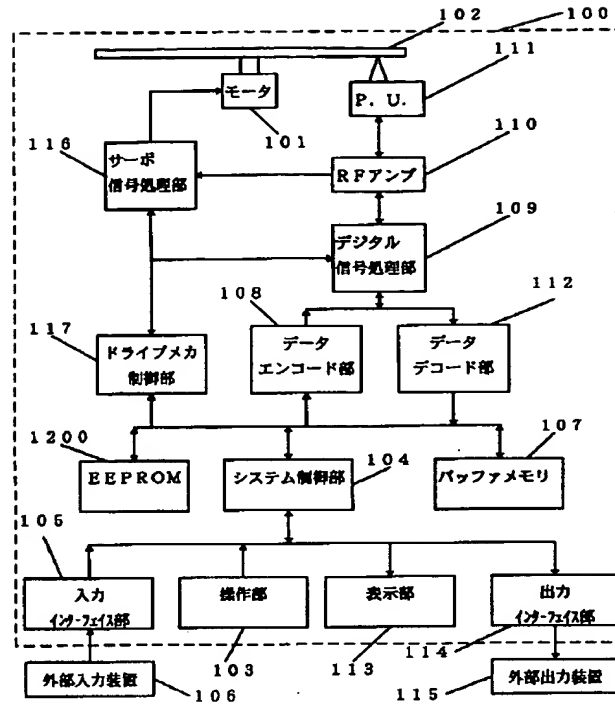 102
100
111
モータ
P. U.
101
110
116
サーボ
信号処理部
RFアンプ
109
デジタル
信号処理部
108
112
117
ドライブメカ
制御部
データ
エンコード部
データ
デコード部
1200
107
EEPROM
システム制御部
104
バッファメモリ
105
入力
インターフェイス部
操作部
表示部
出力
インターフェイス部
103
113
114
外部入力装置
106
115
外部出力装置